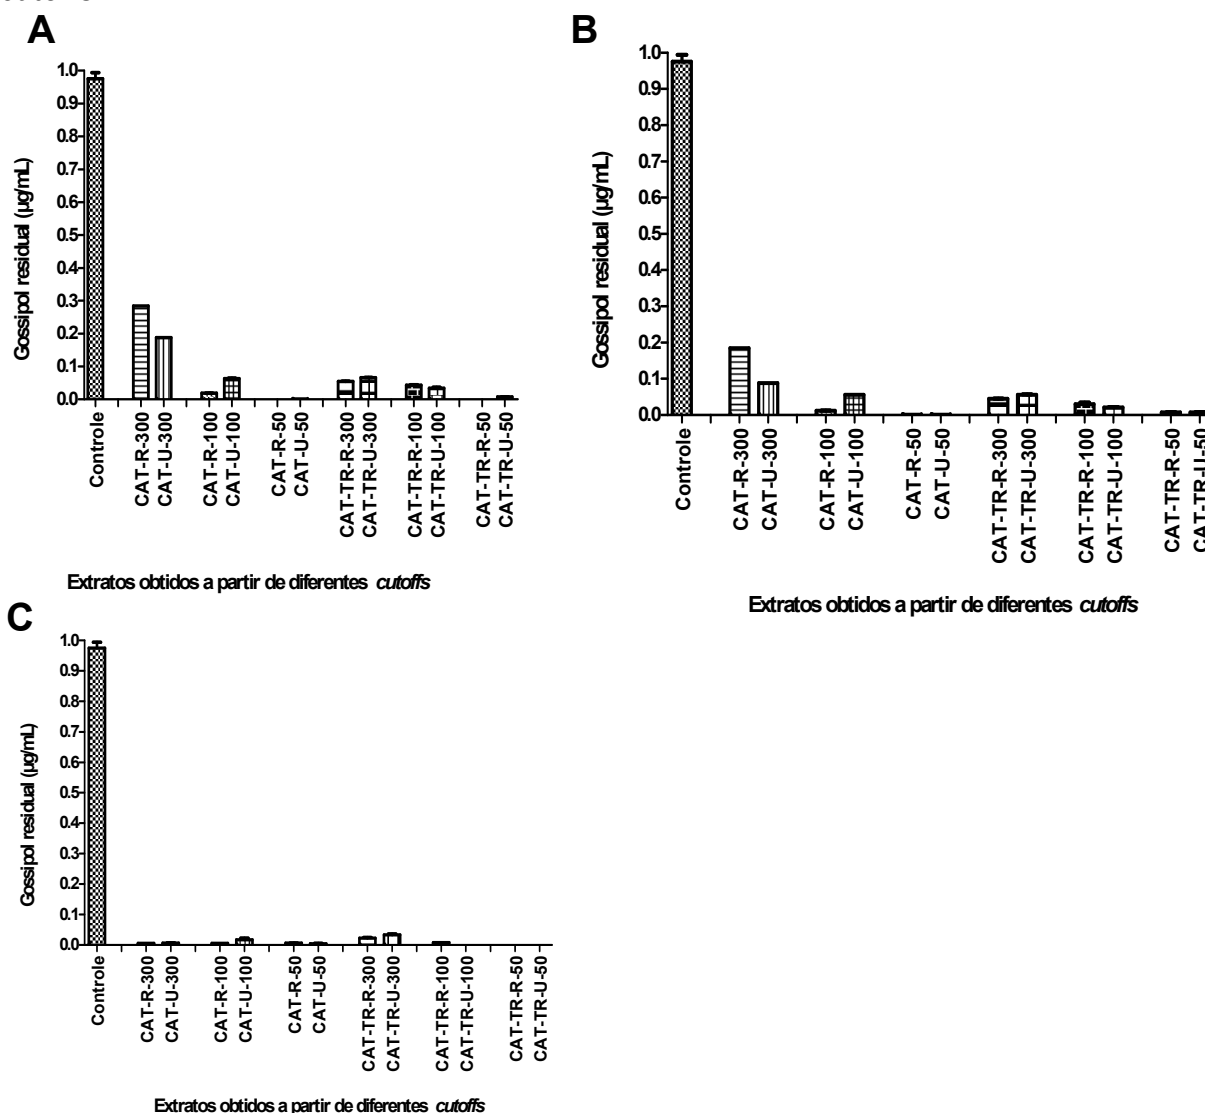 A
Gossipol residual (µg/mL)
1.0
0.9
0.8
0.7
0.6
0.5
0.4
0.3
0.2
0.1
0.0
Controle
CAT-R-300
CAT-U-300
CAT-R-100
CAT-U-100
CAT-R-50
CAT-U-50
CAT-TR-R-300
CAT-TR-U-300
CAT-TR-R-100
CAT-TR-U-100
CAT-TR-R-50
CAT-TR-U-50
Extratos obtidos a partir de diferentes cutoffs
B
Gossipol residual (µg/mL)
1.0
0.9
0.8
0.7
0.6
0.5
0.4
0.3
0.2
0.1
0.0
Controle
CAT-R-300
CAT-U-300
CAT-R-100
CAT-U-100
CAT-R-50
CAT-U-50
CAT-TR-R-300
CAT-TR-U-300
CAT-TR-R-100
CAT-TR-U-100
CAT-TR-R-50
CAT-TR-U-50
Extratos obtidos a partir de diferentes cutoffs
C
Gossipol residual (µg/mL)
1.0
0.9
0.8
0.7
0.6
0.5
0.4
0.3
0.2
0.1
0.0
Controle
CAT-R-300
CAT-U-300
CAT-R-100
CAT-U-100
CAT-R-50
CAT-U-50
CAT-TR-R-300
CAT-TR-U-300
CAT-TR-R-100
CAT-TR-U-100
CAT-TR-R-50
CAT-TR-U-50
Extratos obtidos a partir de diferentes cutoffs